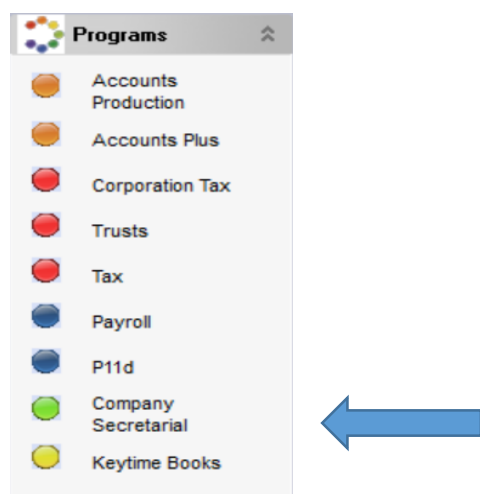 Programs
Accounts
Production
Accounts Plus
Corporation Tax
Trusts
Tax
Payroll
P11d
Company
Secretarial
Keytime Books